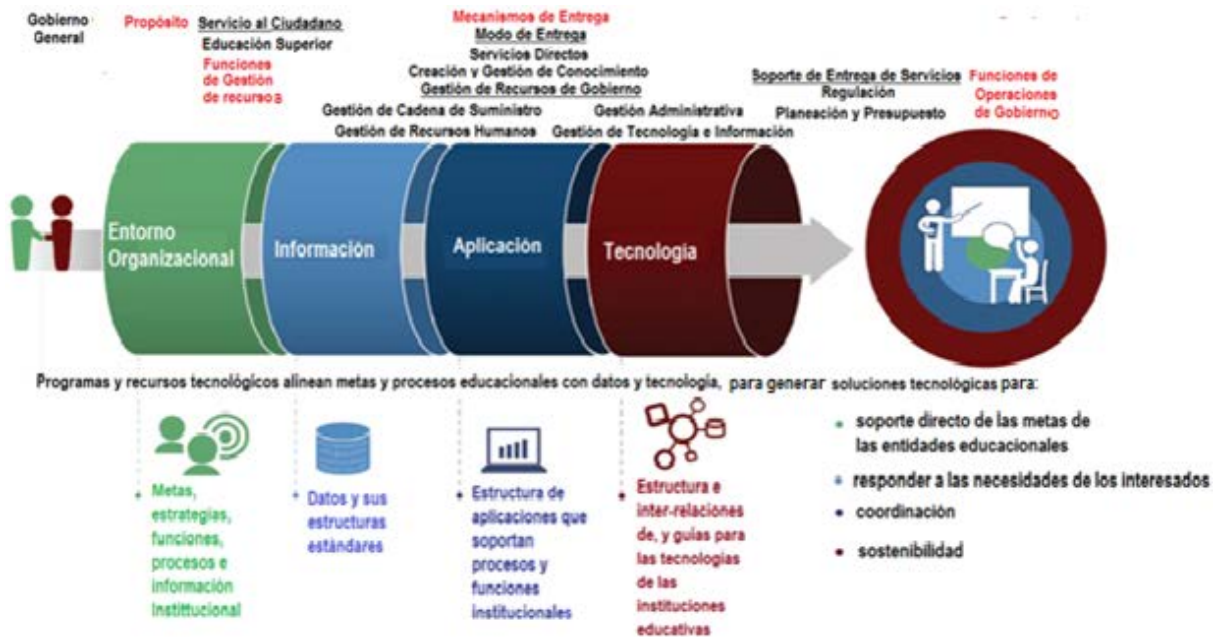 Gobierno General
Propósito
Servicio al Ciudadano
Educación Superior
Funciones
de Gestión
de recursos
Mecanismos de Entrega
Modo de Entrega
Servicios Directos
Creación y Gestión de Conocimiento
Gestión de Recursos de Gobierno
Gestión de Cadena de Suministro
Gestión Administrativa
Gestión de Recursos Humanos
Gestión de Tecnología e Información
Soporte de Entrega de Servicios
Regulación
Planeación y Presupuesto
Funciones de
Operaciones
de Gobierno
Entorno
Organizacional
Información
Aplicación
Tecnología
Programas y recursos tecnológicos alinean metas y procesos educacionales con datos y tecnología, para generar soluciones tecnológicas para:
Metas,
estrategias,
funciones,
procesos e
información
Instittucional
Datos y sus
estructuras
estándares
Estructura de
aplicaciones que
soportan
procesos y
funciones
institucionales
Estructura e
inter-relaciones
de, y guías para
las tecnologías
de las
instituciones
educativas
soporte directo de las metas de
las entidades educacionales
responder a las necesidades de los interesados
coordinación
sostenibilidad